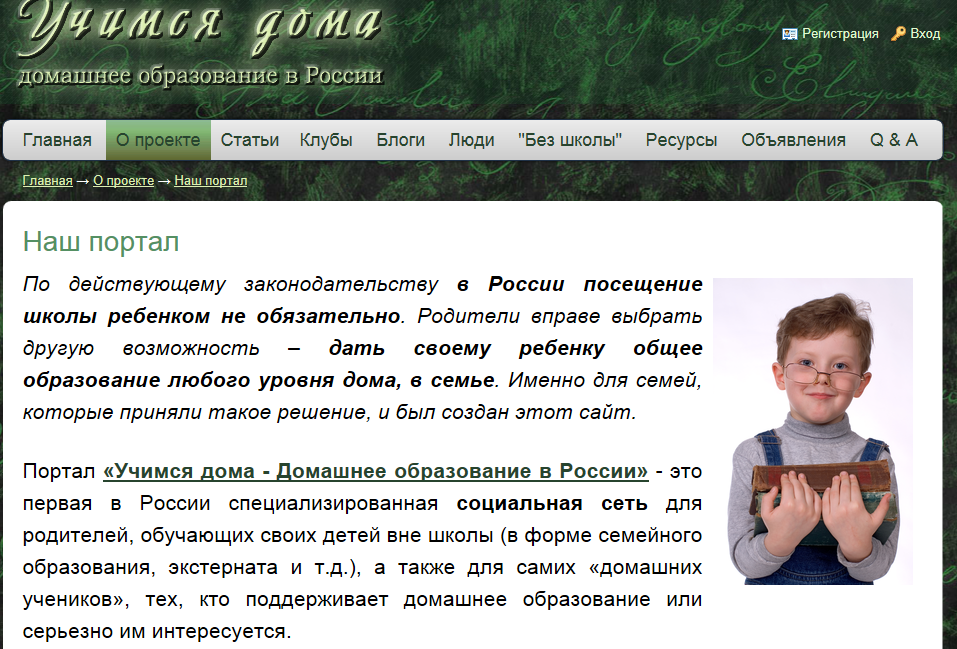 Учимся дома
домашнее образование в России
Регистрация Вход
Главная О проекте Статьи Клубы Блоги Люди "Без школы" Ресурсы Объявления Q & A
Главная → О проекте → Наш портал
Наш портал
По действующему законодательству в России посещение
школы ребенком не обязательно. Родители вправе выбрать
другую возможность – дать своему ребенку общее
образование любого уровня дома, в семье. Именно для семей,
которые приняли такое решение, и был создан этот сайт.
Портал «Учимся дома - Домашнее образование в России» - это
первая в России специализированная социальная сеть для
родителей, обучающих своих детей вне школы (в форме семейного
образования, экстерната и т.д.), а также для самих «домашних
учеников», тех, кто поддерживает домашнее образование или
серьезно им интересуется.